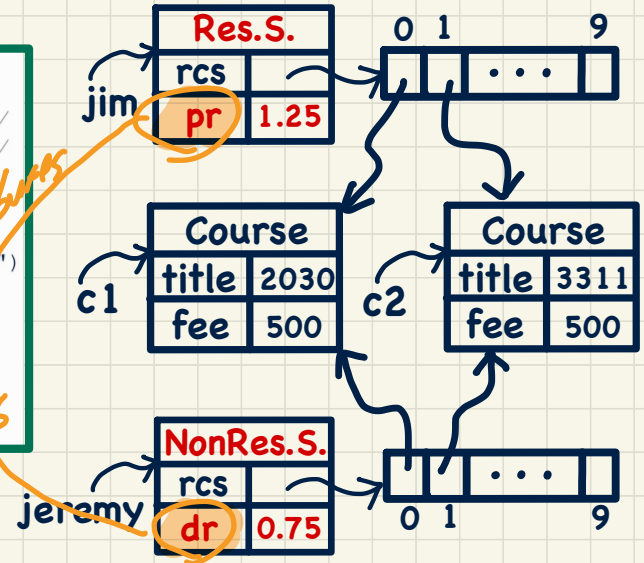 Res.S.
0 1 9
rcs
jim
pr 1.25
')
Course
title 2030
c1
fee 500
Course
title 3311
c2
fee 500
NonRes.S.
rcs
jeremy
dr 0.75
0 1 9